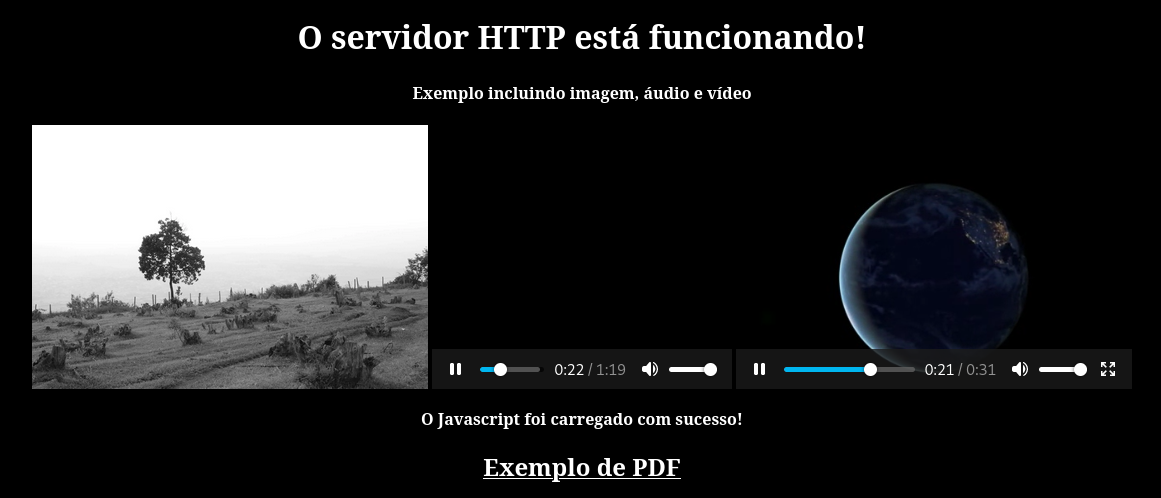 O servidor HTTP está funcionando!
Exemplo incluindo imagem, áudio e vídeo
0:22 / 1:19
0:21 / 0:31
O Javascript foi carregado com sucesso!
Exemplo de PDF